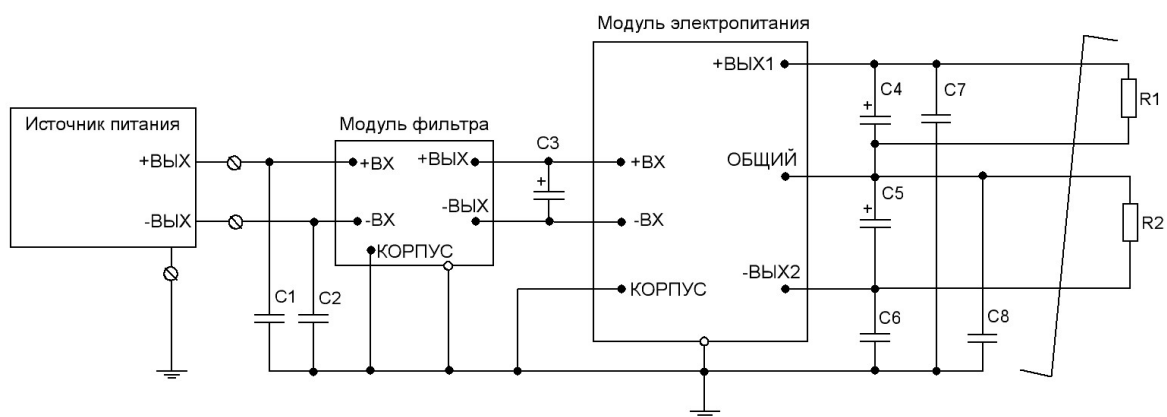 Модуль электропитания
+ВЫХ1
C4
C7
+
R1
Источник питания
Модуль фильтра
C3
+ВЫХ
+ВХ
+ВЫХ
+
+ВХ
ОБЩИЙ
-ВЫХ
-ВХ
-ВЫХ
-ВХ
C5
+
R2
КОРПУС
-ВЫХ2
КОРПУС
C1
C2
C6
C8